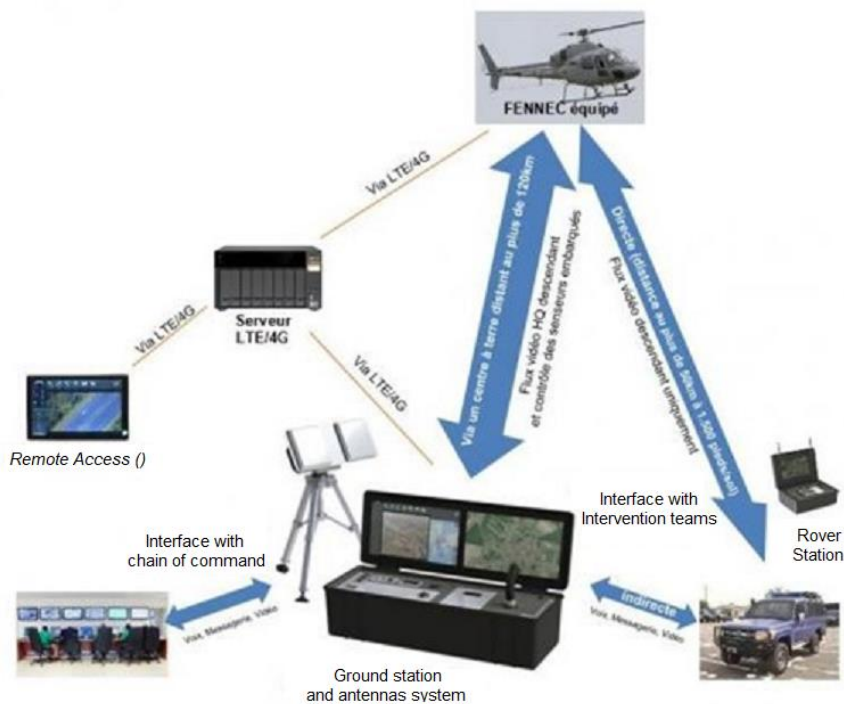 FENNEC équipé
Via LTE/4G
Via un centre à terre distant au plus de 120km
Flux vidéo HQ descendant
et contrôle des senseurs embarqués
Directe (distance au plus de 50km à 1.500 pieds/sol)
Flux vidéo descendant uniquement
Serveur
LTE/4G
Via LTE/4G
Via LTE/4G
Remote Access ()
Interface with
Intervention teams
Rover
Station
Interface with
chain of command
Voix, Messagerie, Vidéo
indirecte
Voix, Messagerie, Vidéo
Ground station
and antennas system